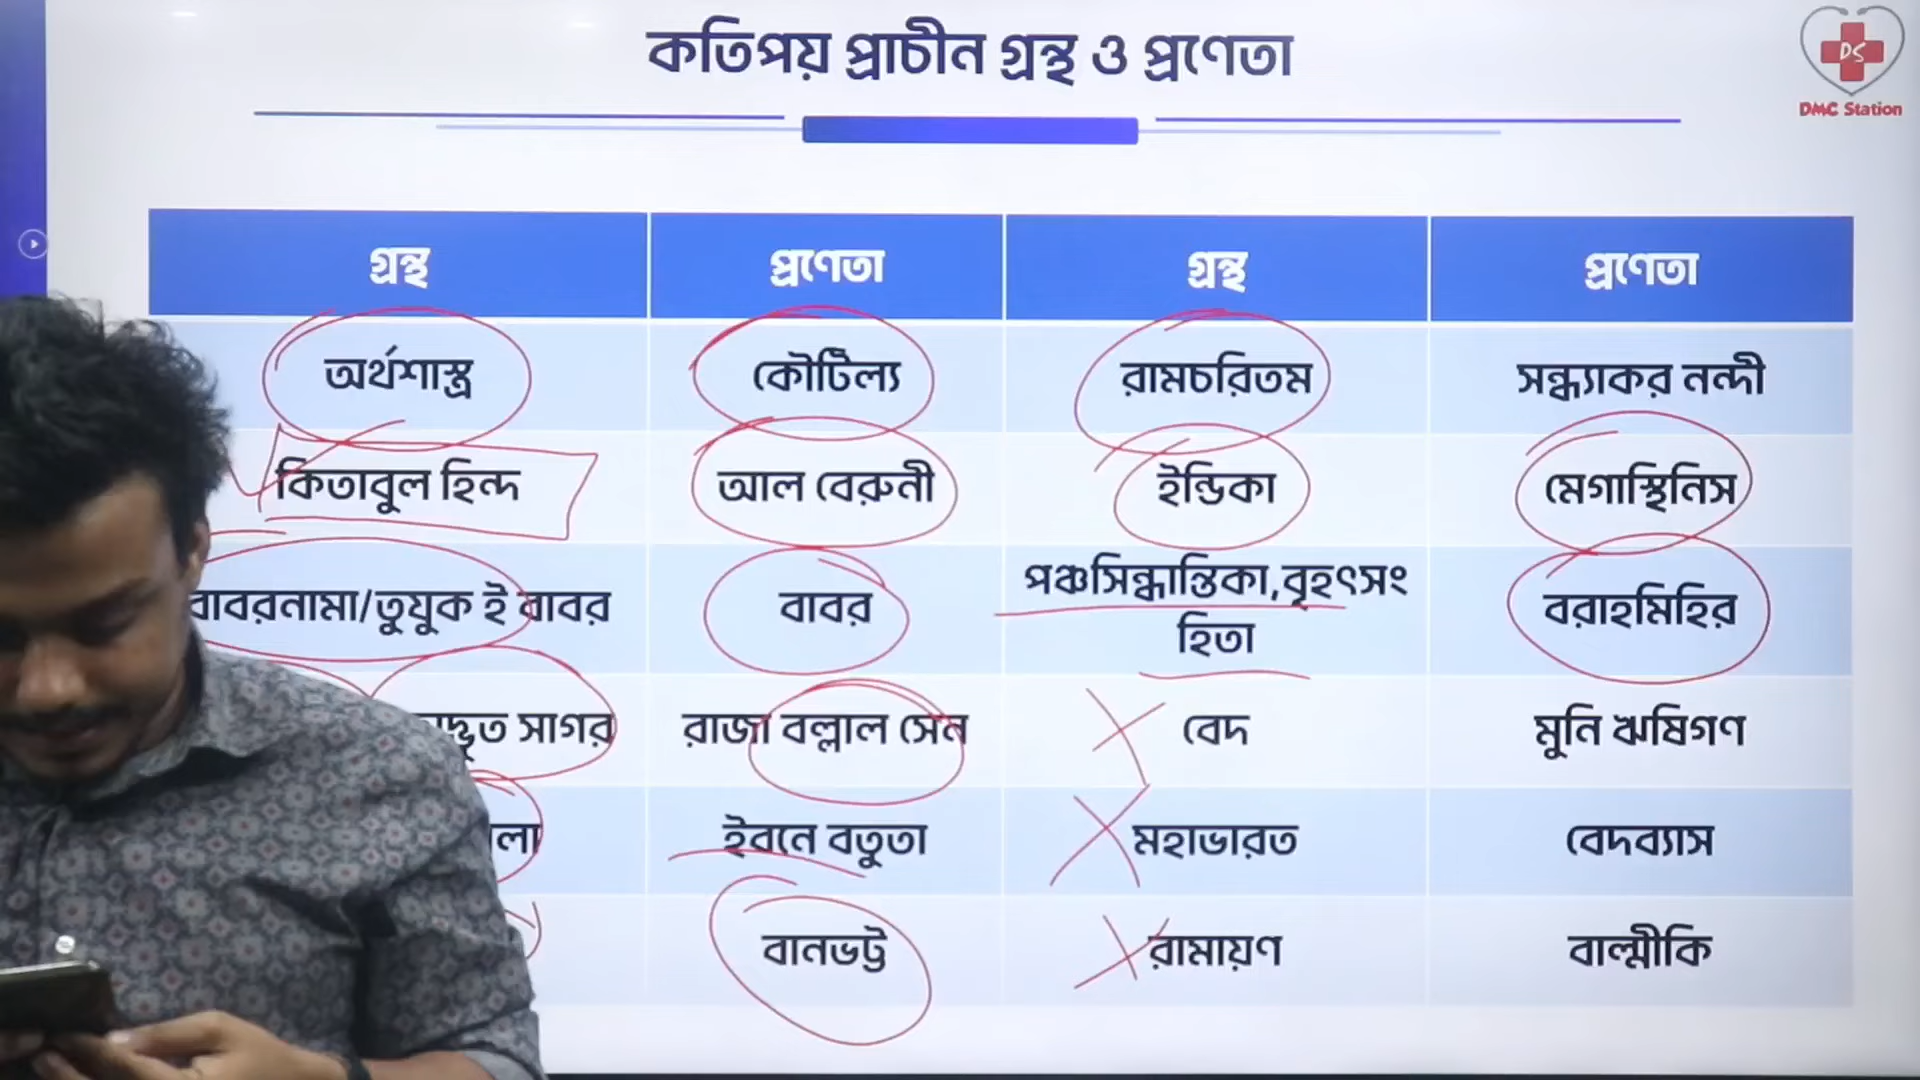 কতিপয় প্রাচীন গ্রন্থ ও প্রণেতা
DS
DMC Station
গ্রন্থ প্রণেতা গ্রন্থ প্রণেতা
অর্থশাস্ত্র কৌটিল্য রামচরিতম সন্ধ্যাকর নন্দী
কিতাবুল হিন্দ আল বেরুনী ইন্ডিকা মেগাস্থিনিস
বাবরনামা/তুযুক ই বাবর বাবর পঞ্চসিন্ধান্তিকা,বৃহৎসং
হিতা বরাহমিহির
সাগর রাজা বল্লাল সেন বেদ মুনি ঋষিগণ
ইবনে বতুতা মহাভারত বেদব্যাস
বানভট্ট রামায়ণ বাল্মীকি